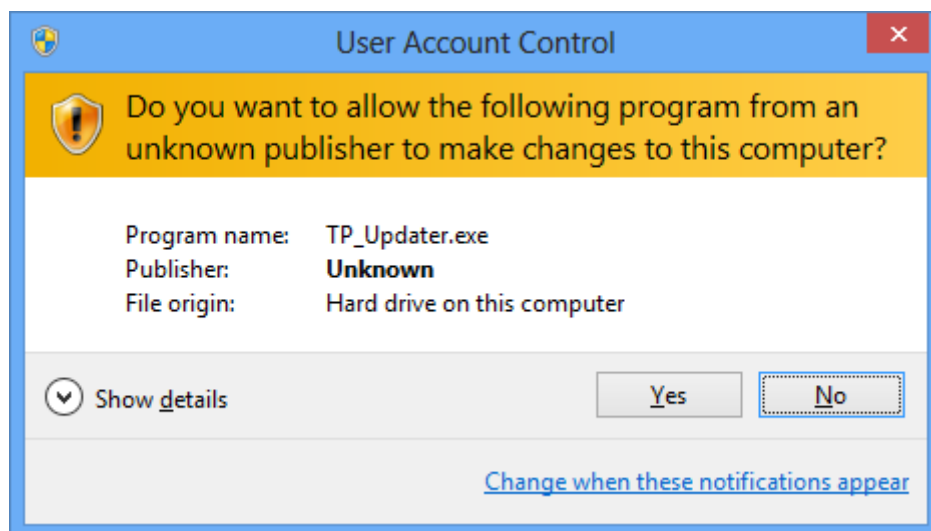 User Account Control
Do you want to allow the following program from an
unknown publisher to make changes to this computer?
Program name: TP_Updater.exe
Publisher: Unknown
File origin: Hard drive on this computer
Show details Yes No
Change when these notifications appear